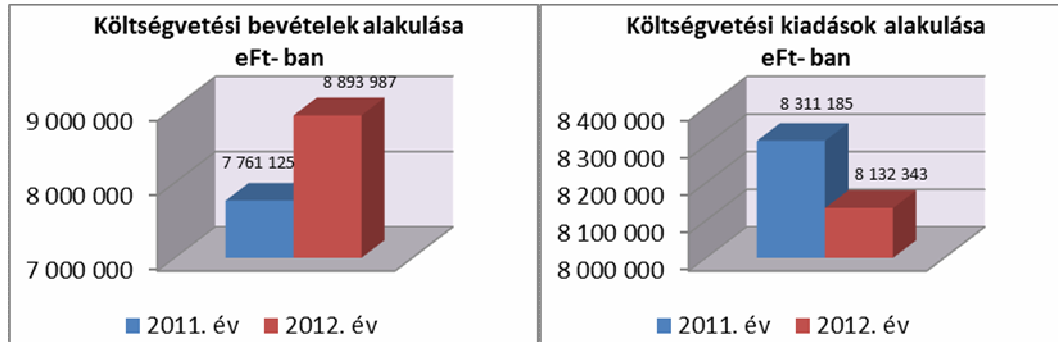 Költségvetési bevételek alakulása
eFt- ban
8 893 987
9 000 000
7 761 125
8 000 000
7 000 000
2011. év
2012. év
Költségvetési kiadások alakulása
eFt- ban
8 311 185
8 400 000
8 300 000
8 132 343
8 200 000
8 100 000
8 000 000
2011. év
2012. év